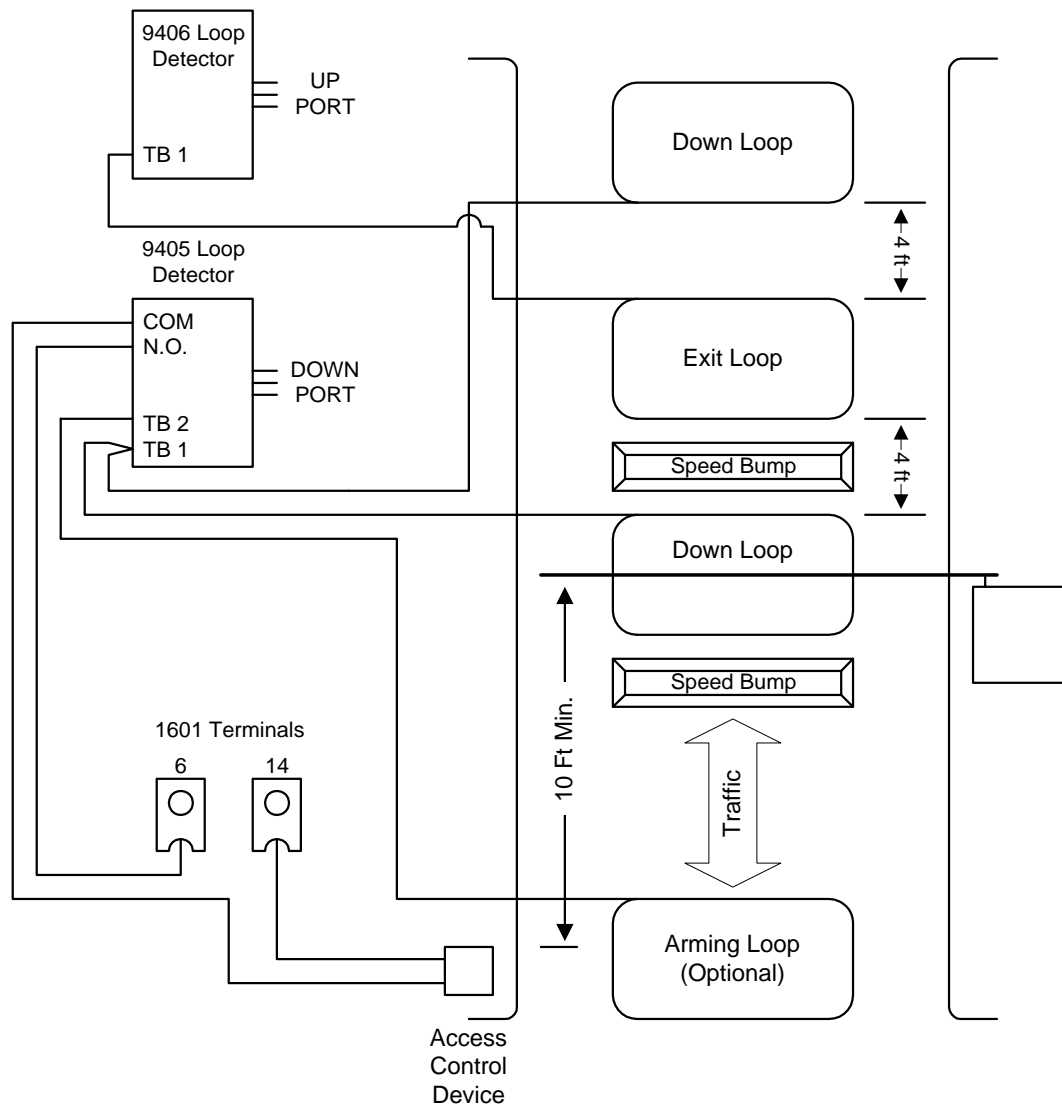 9406 Loop
Detector
UP
PORT
TB 1
Down Loop
4 ft
9405 Loop
Detector
COM
N.O.
DOWN
PORT
TB 2
TB 1
Exit Loop
4 ft
Speed Bump
Down Loop
10 Ft Min.
Speed Bump
Traffic
1601 Terminals
6 14
Arming Loop
(Optional)
Access
Control
Device